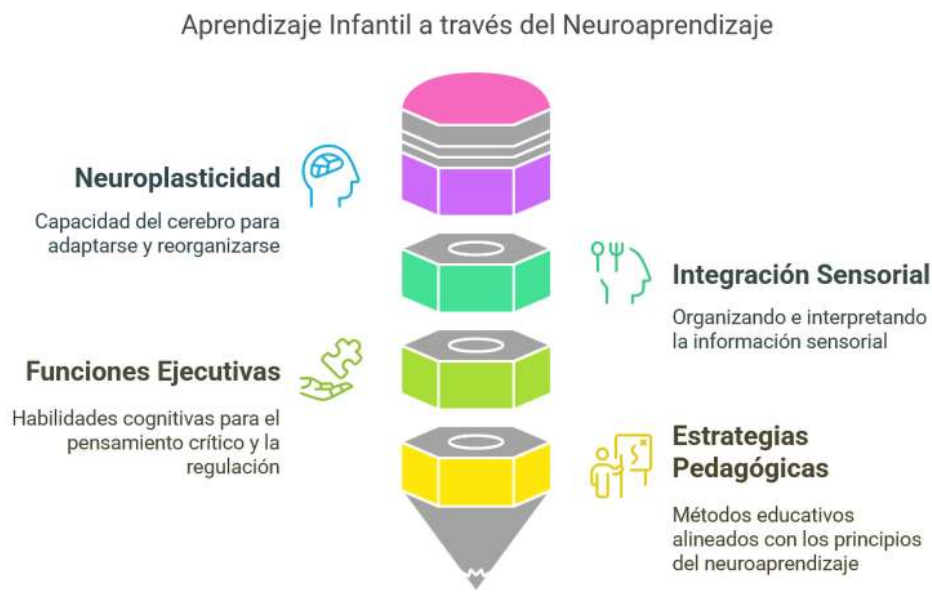 Aprendizaje Infantil a través del Neuroaprendizaje
Neuroplasticidad
Capacidad del cerebro para
adaptarse y reorganizarse
Integración Sensorial
Organizando e interpretando
la información sensorial
Funciones Ejecutivas
Habilidades cognitivas para el
pensamiento crítico y la
regulación
Estrategias
Pedagógicas
Métodos educativos
alineados con los principios
del neuroaprendizaje